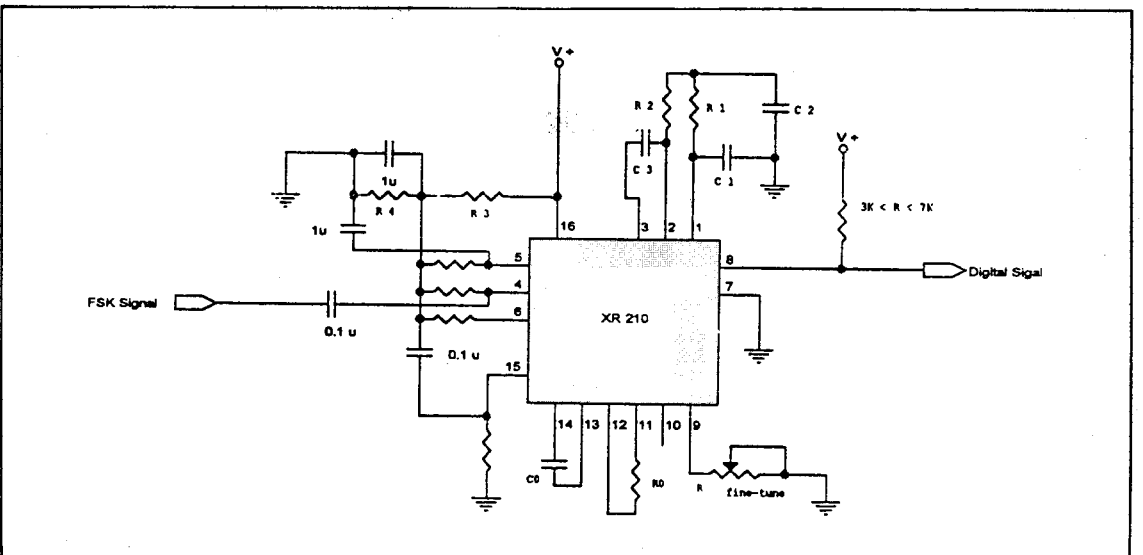 V +
R 2
R 1
C 2
V +
1u
C 3
C 1
R 4
R 3
3K < R < 7K
1u
16
3
2
1
5
8
Digital Sigal
4
7
FSK Signal
XR 210
0.1 u
6
0.1 u
15
14
13
12
11
10
9
C0
R0
R
fine-tune